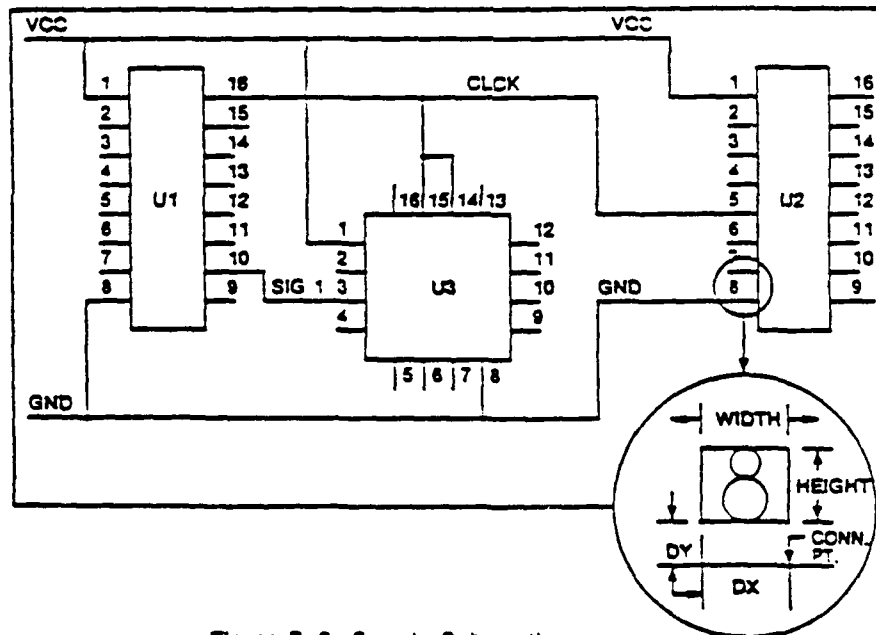 VCC VCC
1 16 CLCK 1 16
2 15 2 15
3 14 3 14
4 13 16 15 14 13 4 13
5 U1 12 5 U2 12
6 11 1 12 6 11
7 10 2 U3 11 10
8 9 SIG 1 3 10 GND 8 9
4 9
5 6 7 8
GND
WIDTH
HEIGHT
DY CONN.
PT.
DX